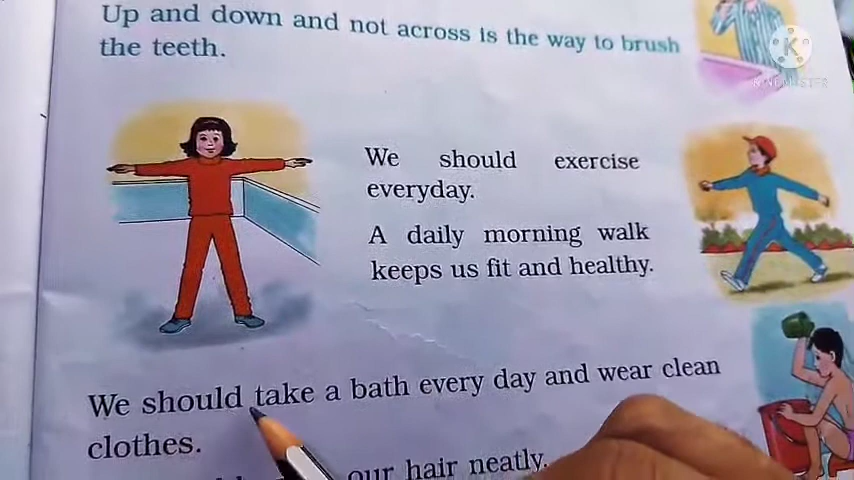 Up and down and not across is the way to brush
the teeth.
K
KINEMASTER
We should exercise
everyday.
A daily morning walk
keeps us fit and healthy.
We should take a bath every day and wear clean
clothes.
our hair neatly.